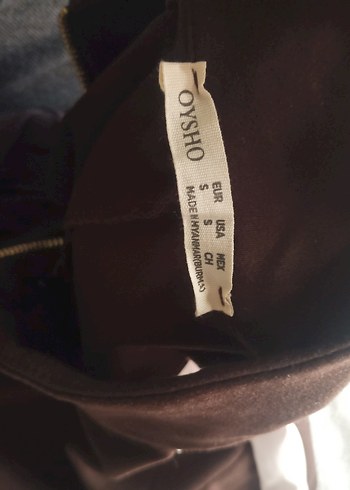 OYSHO
EUR USA MEX
S S CH
MADE IN MYANMAR(BURMA)